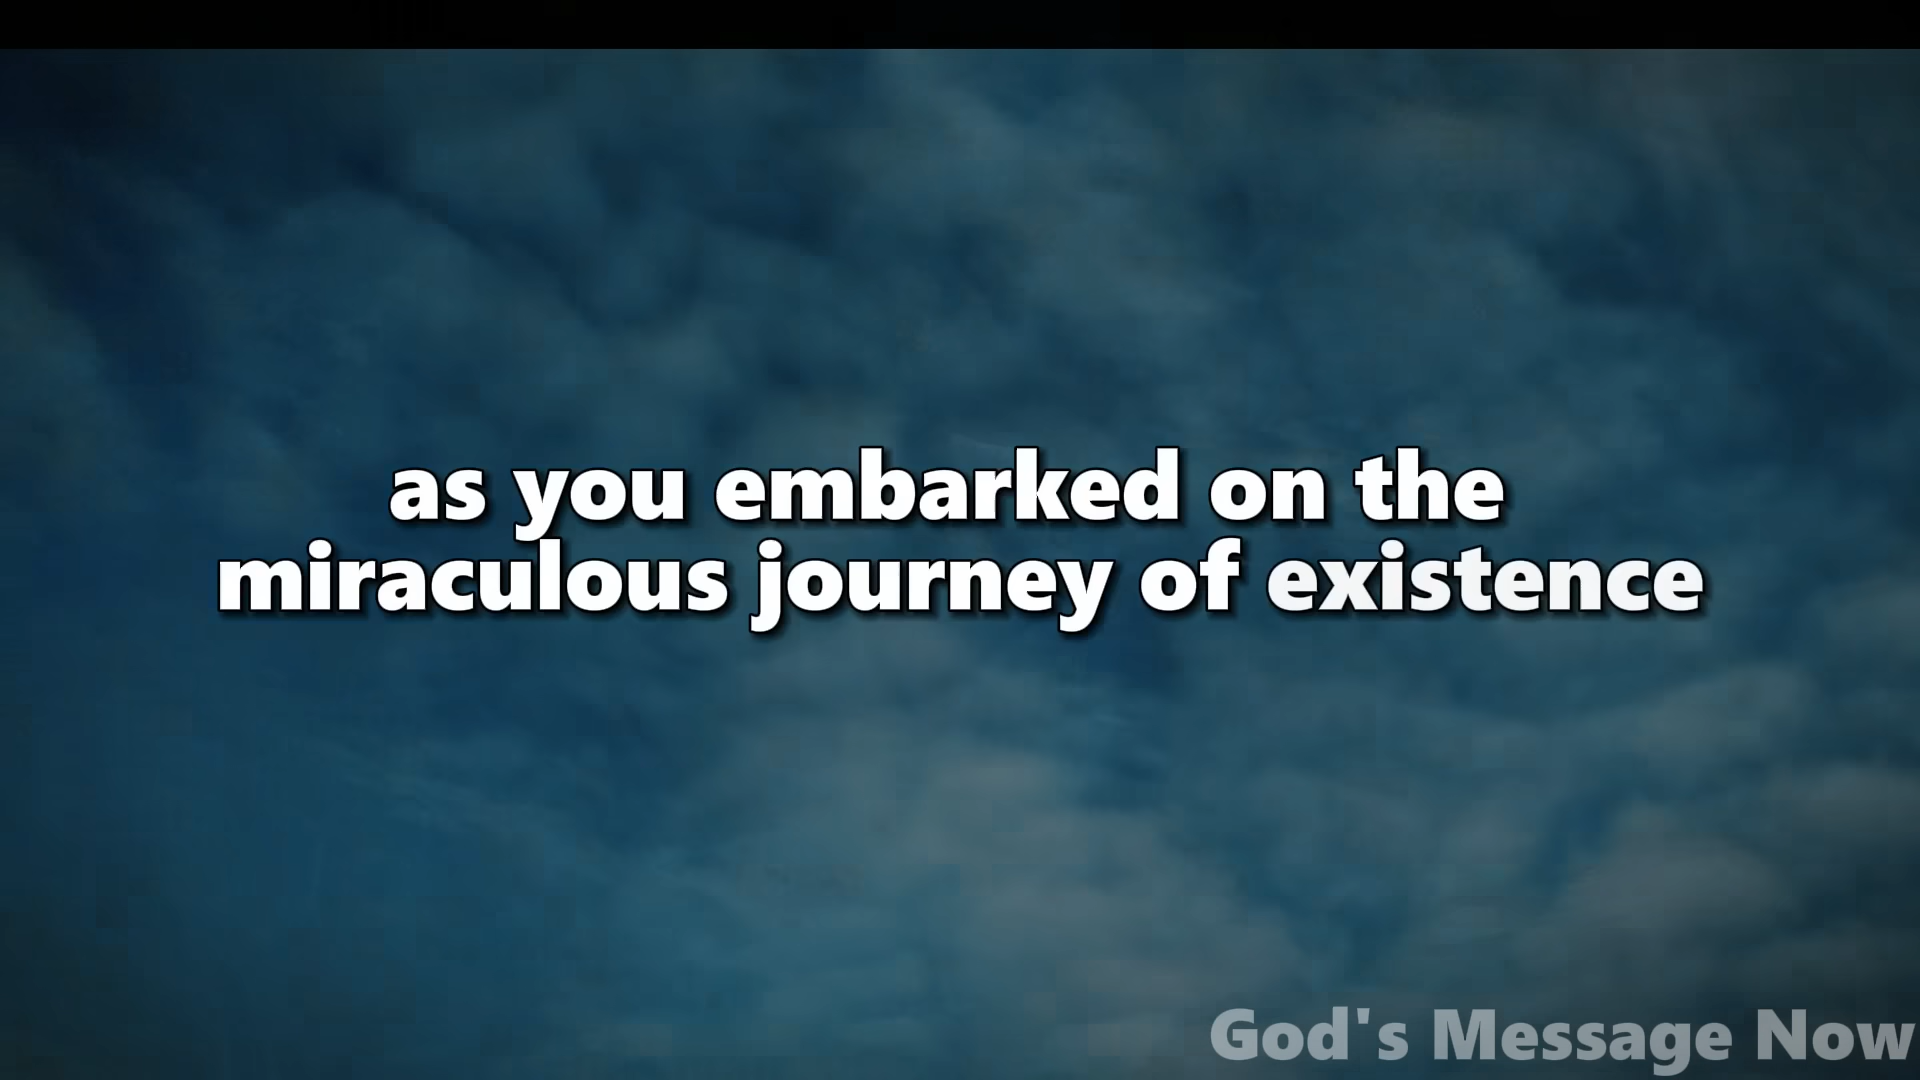 as you embarked on the
miraculous journey of existence
God's Message Now